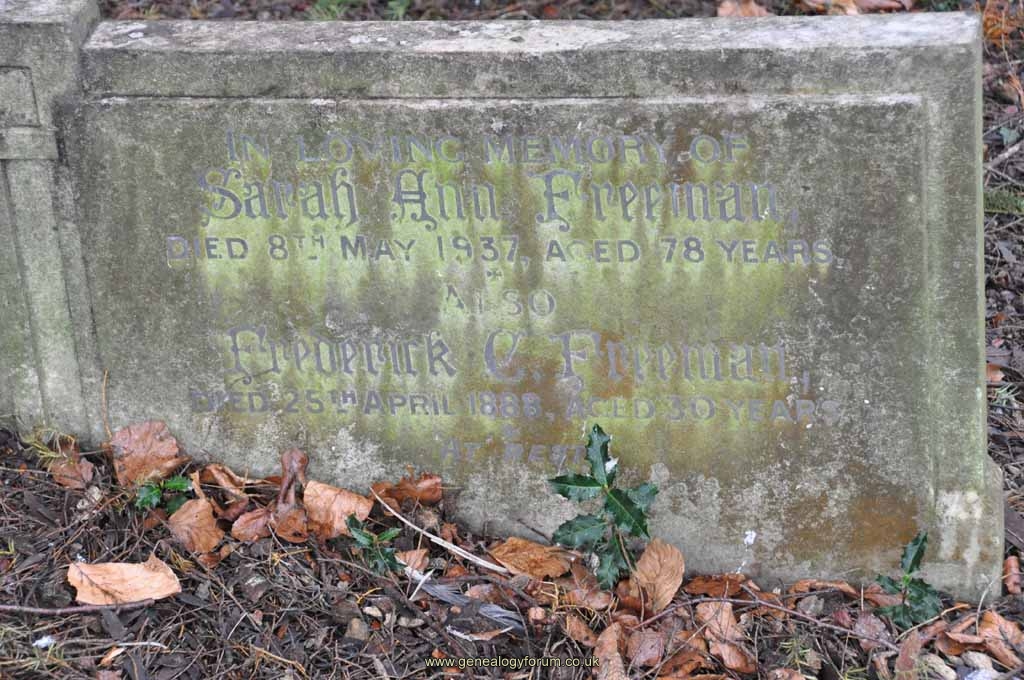 IN LOVING MEMORY OF
Sarah Ann Freeman,
DIED 8TH MAY 1937, AGED 78 YEARS.
ALSO
Frederick C. Freeman,
DIED 25TH APRIL 1888, AGED 30 YEARS.
AT REST
www.genealogyforum.co.uk